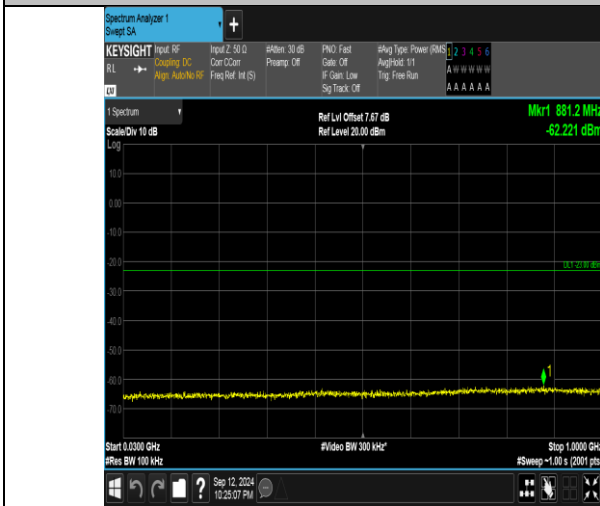 Spectrum Analyzer 1
Swept SA
+
KEYSIGHT Input: RF Input Z: 50 Ω #Atten: 30 dB PNO: Fast #Avg Type: Power (RMS 1 2 3 4 5 6
RL Coupling: DC Corr CCorr Preamp: Off Gate: Off Avg|Hold: 1/1 A W W W W W
Align: Auto/No RF Freq Ref: Int (S) IF Gain: Low Trig: Free Run
Sig Track: Off A A A A A A
1 Spectrum Ref Lvl Offset 7.67 dB Mkr1 881.2 MHz
Scale/Div 10 dB Ref Level 20.00 dBm -62.221 dBm
Log
10.0
0.00
-10.0
-20.0
DL1 -23.00 dBm
-30.0
-40.0
-50.0
1
-60.0
-70.0
Start 0.0300 GHz #Video BW 300 kHz* Stop 1.0000 GHz
#Res BW 100 kHz #Sweep ~1.00 s (2001 pts
? Sep 12, 2024
10:25:07 PM